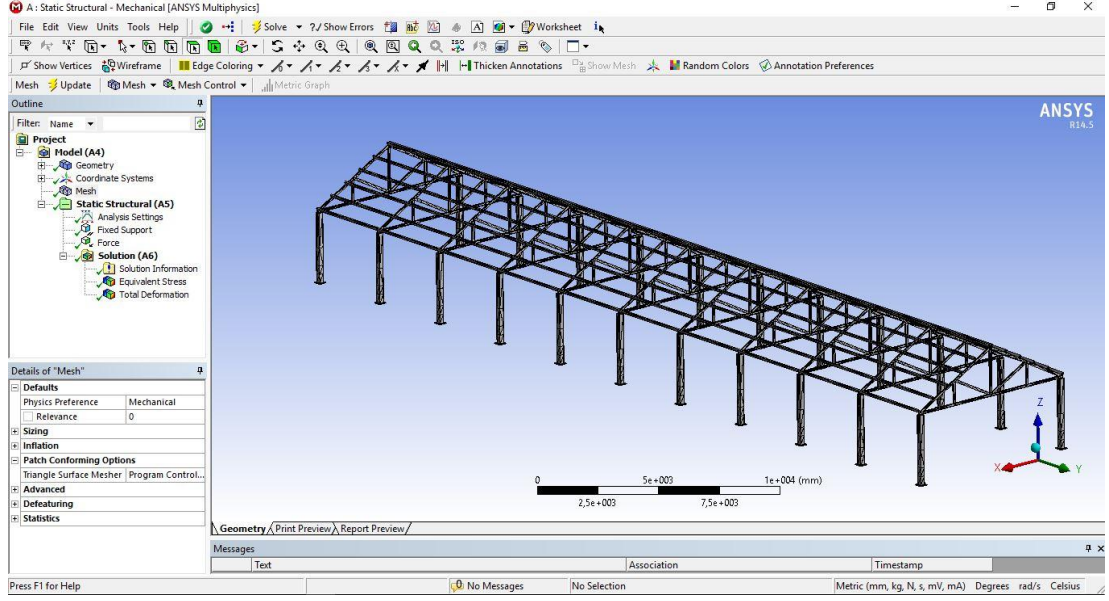 A : Static Structural - Mechanical [ANSYS Multiphysics]
File Edit View Units Tools Help Solve ?/ Show Errors Worksheet
Show Vertices Wireframe Edge Coloring Thicken Annotations Show Mesh Random Colors Annotation Preferences
Mesh Update Mesh Mesh Control Metric Graph
Outline
Filter: Name
Project
Model (A4)
Geometry
Coordinate Systems
Mesh
Static Structural (A5)
Analysis Settings
Fixed Support
Force
Solution (A6)
Solution Information
Equivalent Stress
Total Deformation
Details of "Mesh"
Defaults
Physics Preference Mechanical
Relevance 0
Sizing
Inflation
Patch Conforming Options
Triangle Surface Mesher Program Control...
Advanced
Defeaturing
Statistics
ANSYS
R14.5
Z
X
Y
0 5e+003 1e+004 (mm)
2,5e+003 7,5e+003
Geometry Print Preview Report Preview
Messages
Text Association Timestamp
Press F1 for Help No Messages No Selection Metric (mm, kg, N, s, mV, mA) Degrees rad/s Celsius